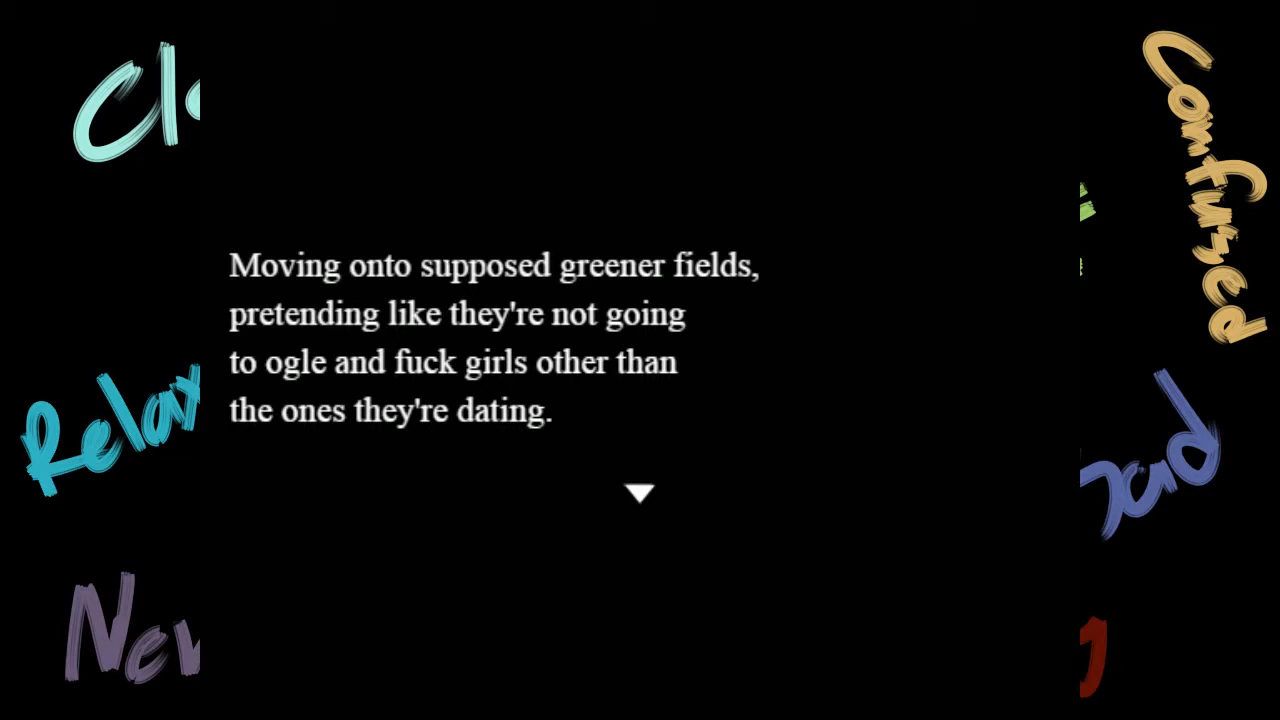 Confused
Moving onto supposed greener fields,
pretending like they're not going
to ogle and fuck girls other than
the ones they're dating.